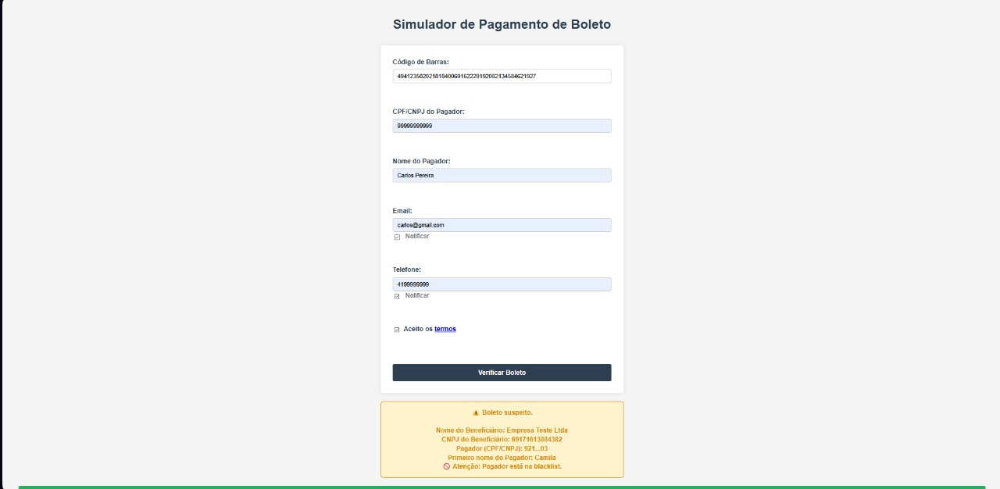 Simulador de Pagamento de Boleto
Código de Barras:
49412350202181840069162229192082134584621927
CPF/CNPJ do Pagador:
99999999999
Nome do Pagador:
Carlos Pereira
Email:
carlos@gmail.com
Notificar
Telefone:
4199999999
Notificar
Aceito os termos
Verificar Boleto
⚠️ Boleto suspeito.
Nome do Beneficiário: Empresa Teste Ltda
CNPJ do Beneficiário: 69171613884382
Pagador (CPF/CNPJ): 921...03
Primeiro nome do Pagador: Camila
🚫 Atenção: Pagador está na blacklist.